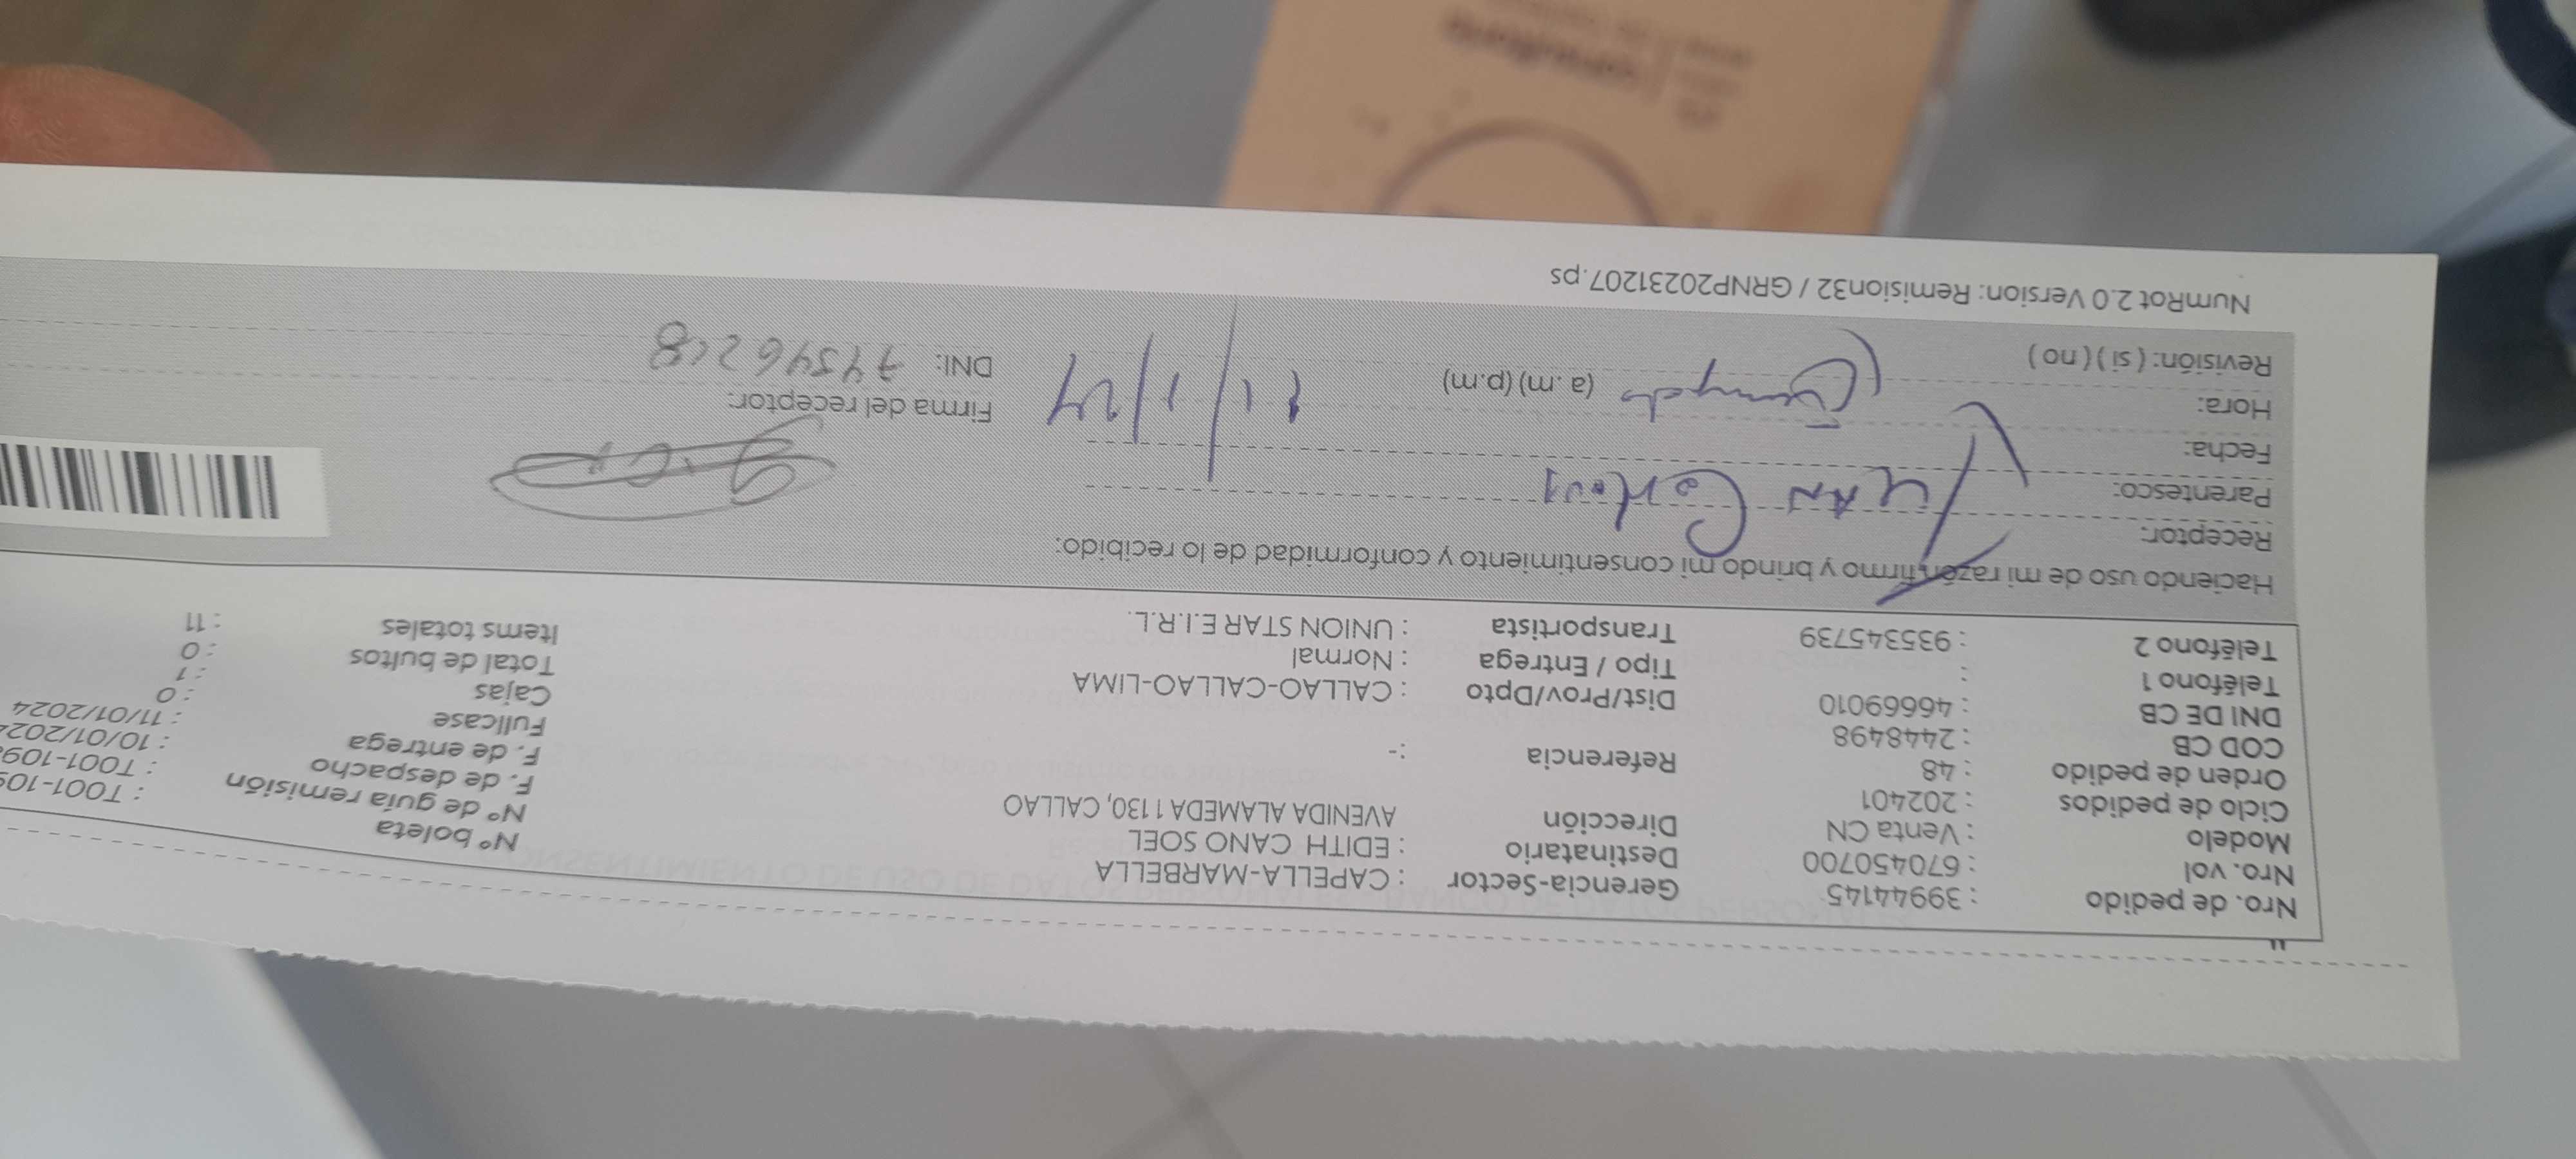 Nro. de pedido : 39944145 Gerencia-Sector : CAPELLA-MARBELLA Nº boleta : T001-109
Nro. vol : 670450700 Destinatario : EDITH CANO SOEL Nº de guía remisión : T001-109
Modelo : Venta CN Dirección AVENIDA ALAMEDA 1130, CALLAO F. de despacho : 10/01/202
Ciclo de pedidos : 202401 F. de entrega : 11/01/2024
Orden de pedido : 48 Referencia :- Fullcase : 0
COD CB : 2448498 Cajas : 1
DNI DE CB : 46669010 Dist/Prov/Dpto : CALLAO-CALLAO-LIMA Total de bultos : 0
Teléfono 1 : Tipo / Entrega : Normal Items totales : 11
Teléfono 2 : 935345739 Transportista : UNION STAR E.I.R.L.
Haciendo uso de mi razón firmo y brindo mi consentimiento y conformidad de lo recibido:
Receptor: JUAN Carlos
Parentesco:
Fecha: 11/1/24
Hora: (a.m) (p.m) Firma del receptor:
Revisión: ( si ) ( no ) DNI:
NumRot 2.0 Version: Remision32 / GRNP20231207.ps